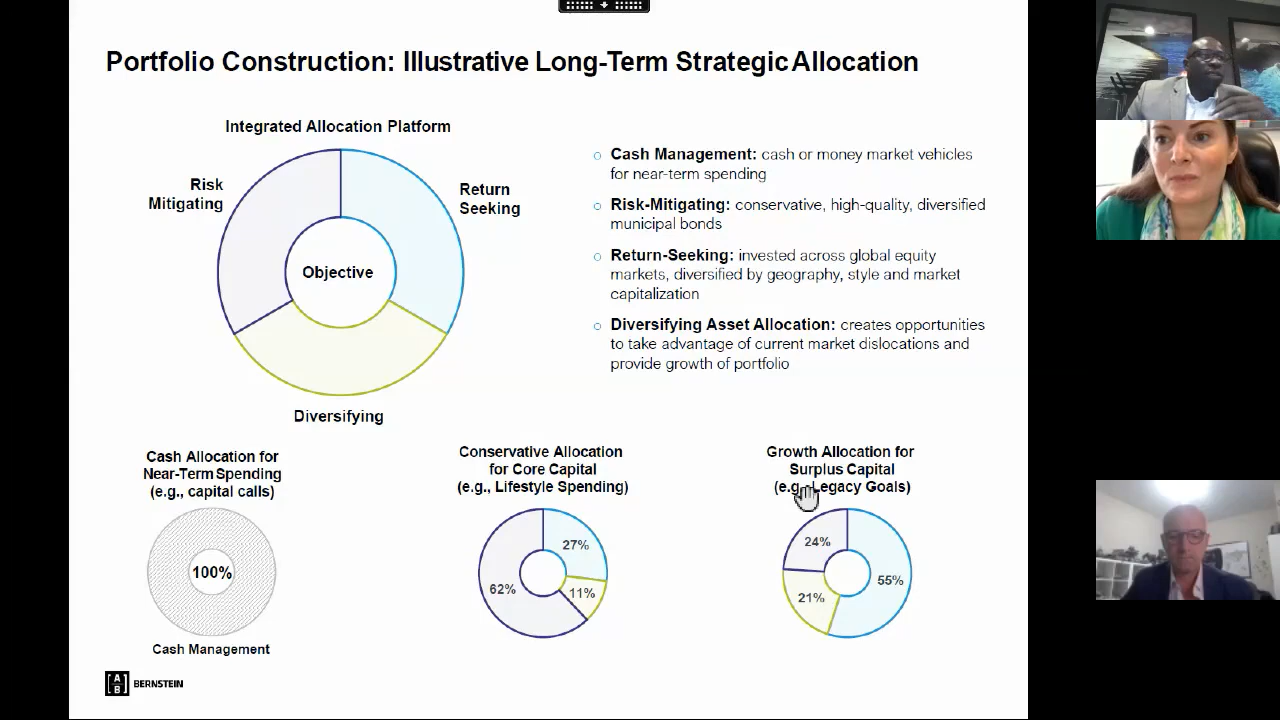 Portfolio Construction: Illustrative Long-Term Strategic Allocation
Integrated Allocation Platform
Risk
Mitigating
Return
Seeking
Objective
Diversifying
○ Cash Management: cash or money market vehicles
for near-term spending
○ Risk-Mitigating: conservative, high-quality, diversified
municipal bonds
○ Return-Seeking: invested across global equity
markets, diversified by geography, style and market
capitalization
○ Diversifying Asset Allocation: creates opportunities
to take advantage of current market dislocations and
provide growth of portfolio
Cash Allocation for
Near-Term Spending
(e.g., capital calls)
100%
Cash Management
Conservative Allocation
for Core Capital
(e.g., Lifestyle Spending)
27%
62%
11%
Growth Allocation for
Surplus Capital
(e.g., Legacy Goals)
24%
55%
21%
[A/B] BERNSTEIN